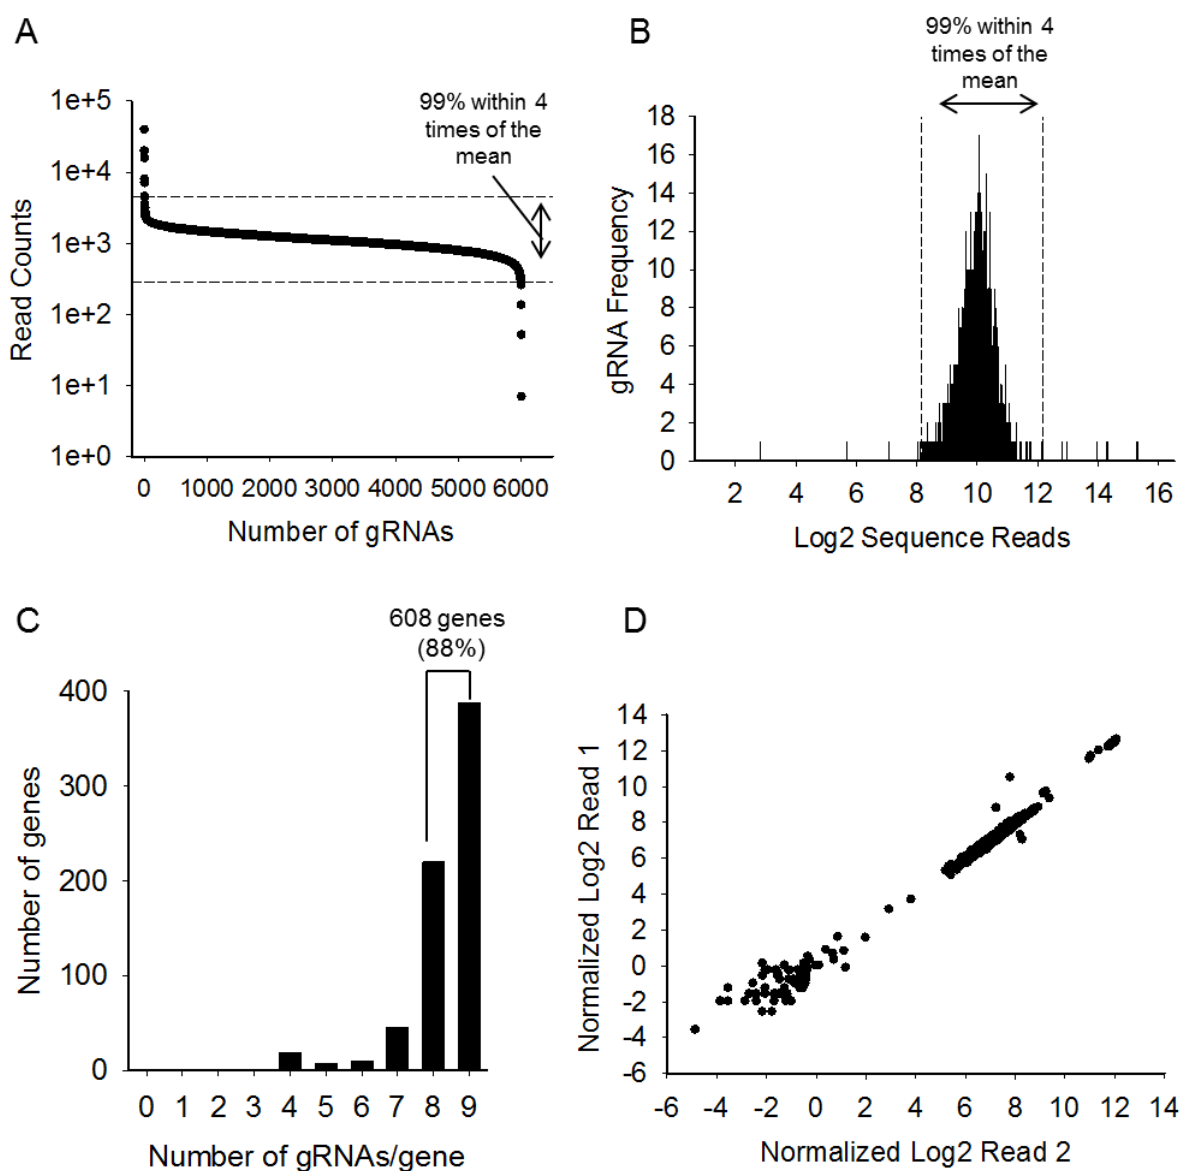 A
99% within 4
times of the
mean
1e+5
1e+4
1e+3
1e+2
1e+1
1e+0
Read Counts
0 1000 2000 3000 4000 5000 6000
Number of gRNAs
B
99% within 4
times of the
mean
18
16
14
12
10
8
6
4
2
0
gRNA Frequency
2 4 6 8 10 12 14 16
Log2 Sequence Reads
C
608 genes
(88%)
400
300
200
100
0
Number of genes
0 1 2 3 4 5 6 7 8 9
Number of gRNAs/gene
D
14
12
10
8
6
4
2
0
-2
-4
-6
Normalized Log2 Read 1
-6 -4 -2 0 2 4 6 8 10 12 14
Normalized Log2 Read 2